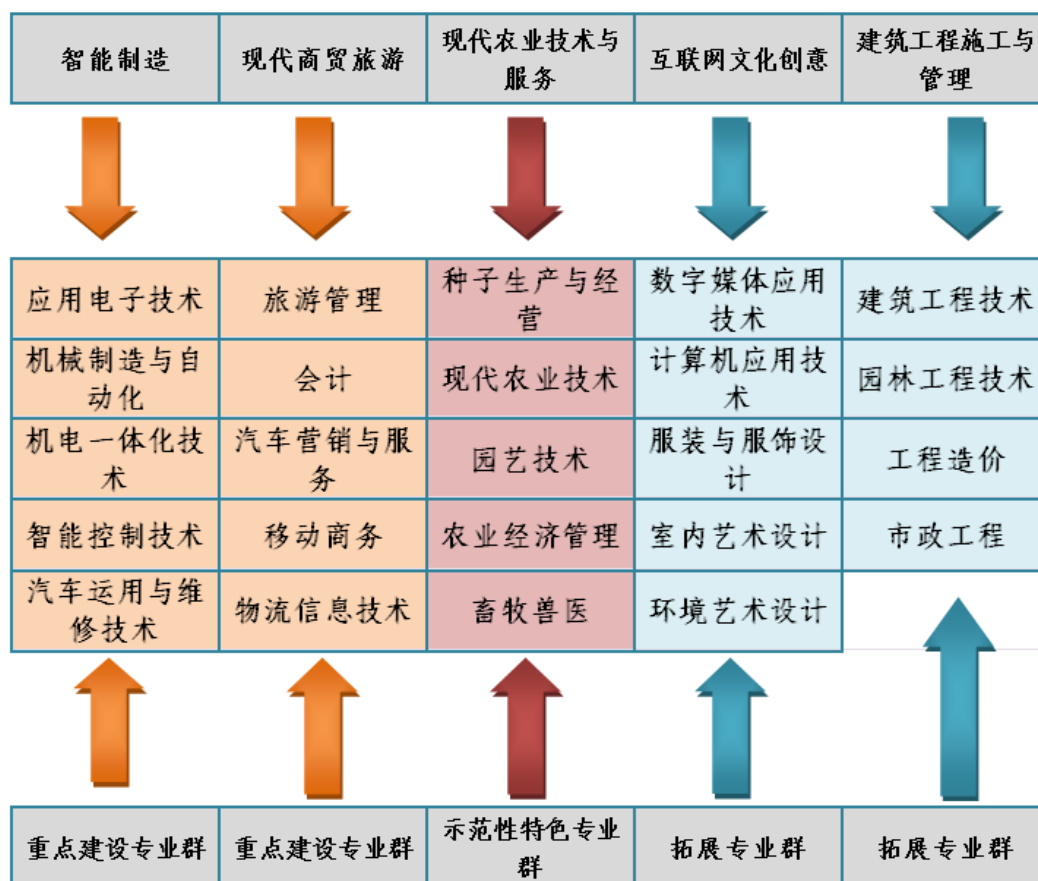 智能制造
现代商贸旅游
现代农业技术与
服务
互联网文化创意
建筑工程施工与
管理
应用电子技术
旅游管理
种子生产与经
营
数字媒体应用
技术
建筑工程技术
机械制造与自
动化
会计
现代农业技术
计算机应用技
术
园林工程技术
机电一体化技
术
汽车营销与服
务
园艺技术
服装与服饰设
计
工程造价
智能控制技术
移动商务
农业经济管理
室内艺术设计
市政工程
汽车运用与维
修技术
物流信息技术
畜牧兽医
环境艺术设计
重点建设专业群
重点建设专业群
示范性特色专业
群
拓展专业群
拓展专业群